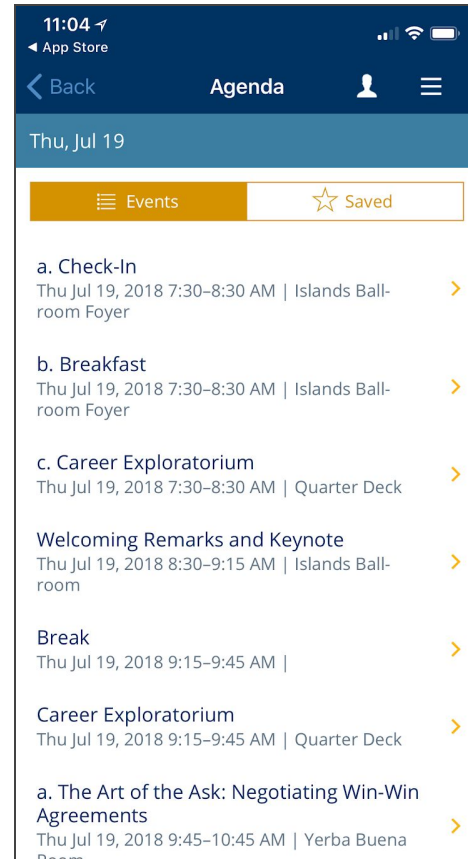 11:04
◀ App Store
Back
Agenda
Thu, Jul 19
Events
Saved
a. Check-In
Thu Jul 19, 2018 7:30–8:30 AM | Islands Ball-
room Foyer
b. Breakfast
Thu Jul 19, 2018 7:30–8:30 AM | Islands Ball-
room Foyer
c. Career Exploratorium
Thu Jul 19, 2018 7:30–8:30 AM | Quarter Deck
Welcoming Remarks and Keynote
Thu Jul 19, 2018 8:30–9:15 AM | Islands Ball-
room
Break
Thu Jul 19, 2018 9:15–9:45 AM |
Career Exploratorium
Thu Jul 19, 2018 9:15–9:45 AM | Quarter Deck
a. The Art of the Ask: Negotiating Win-Win
Agreements
Thu Jul 19, 2018 9:45–10:45 AM | Yerba Buena
Room